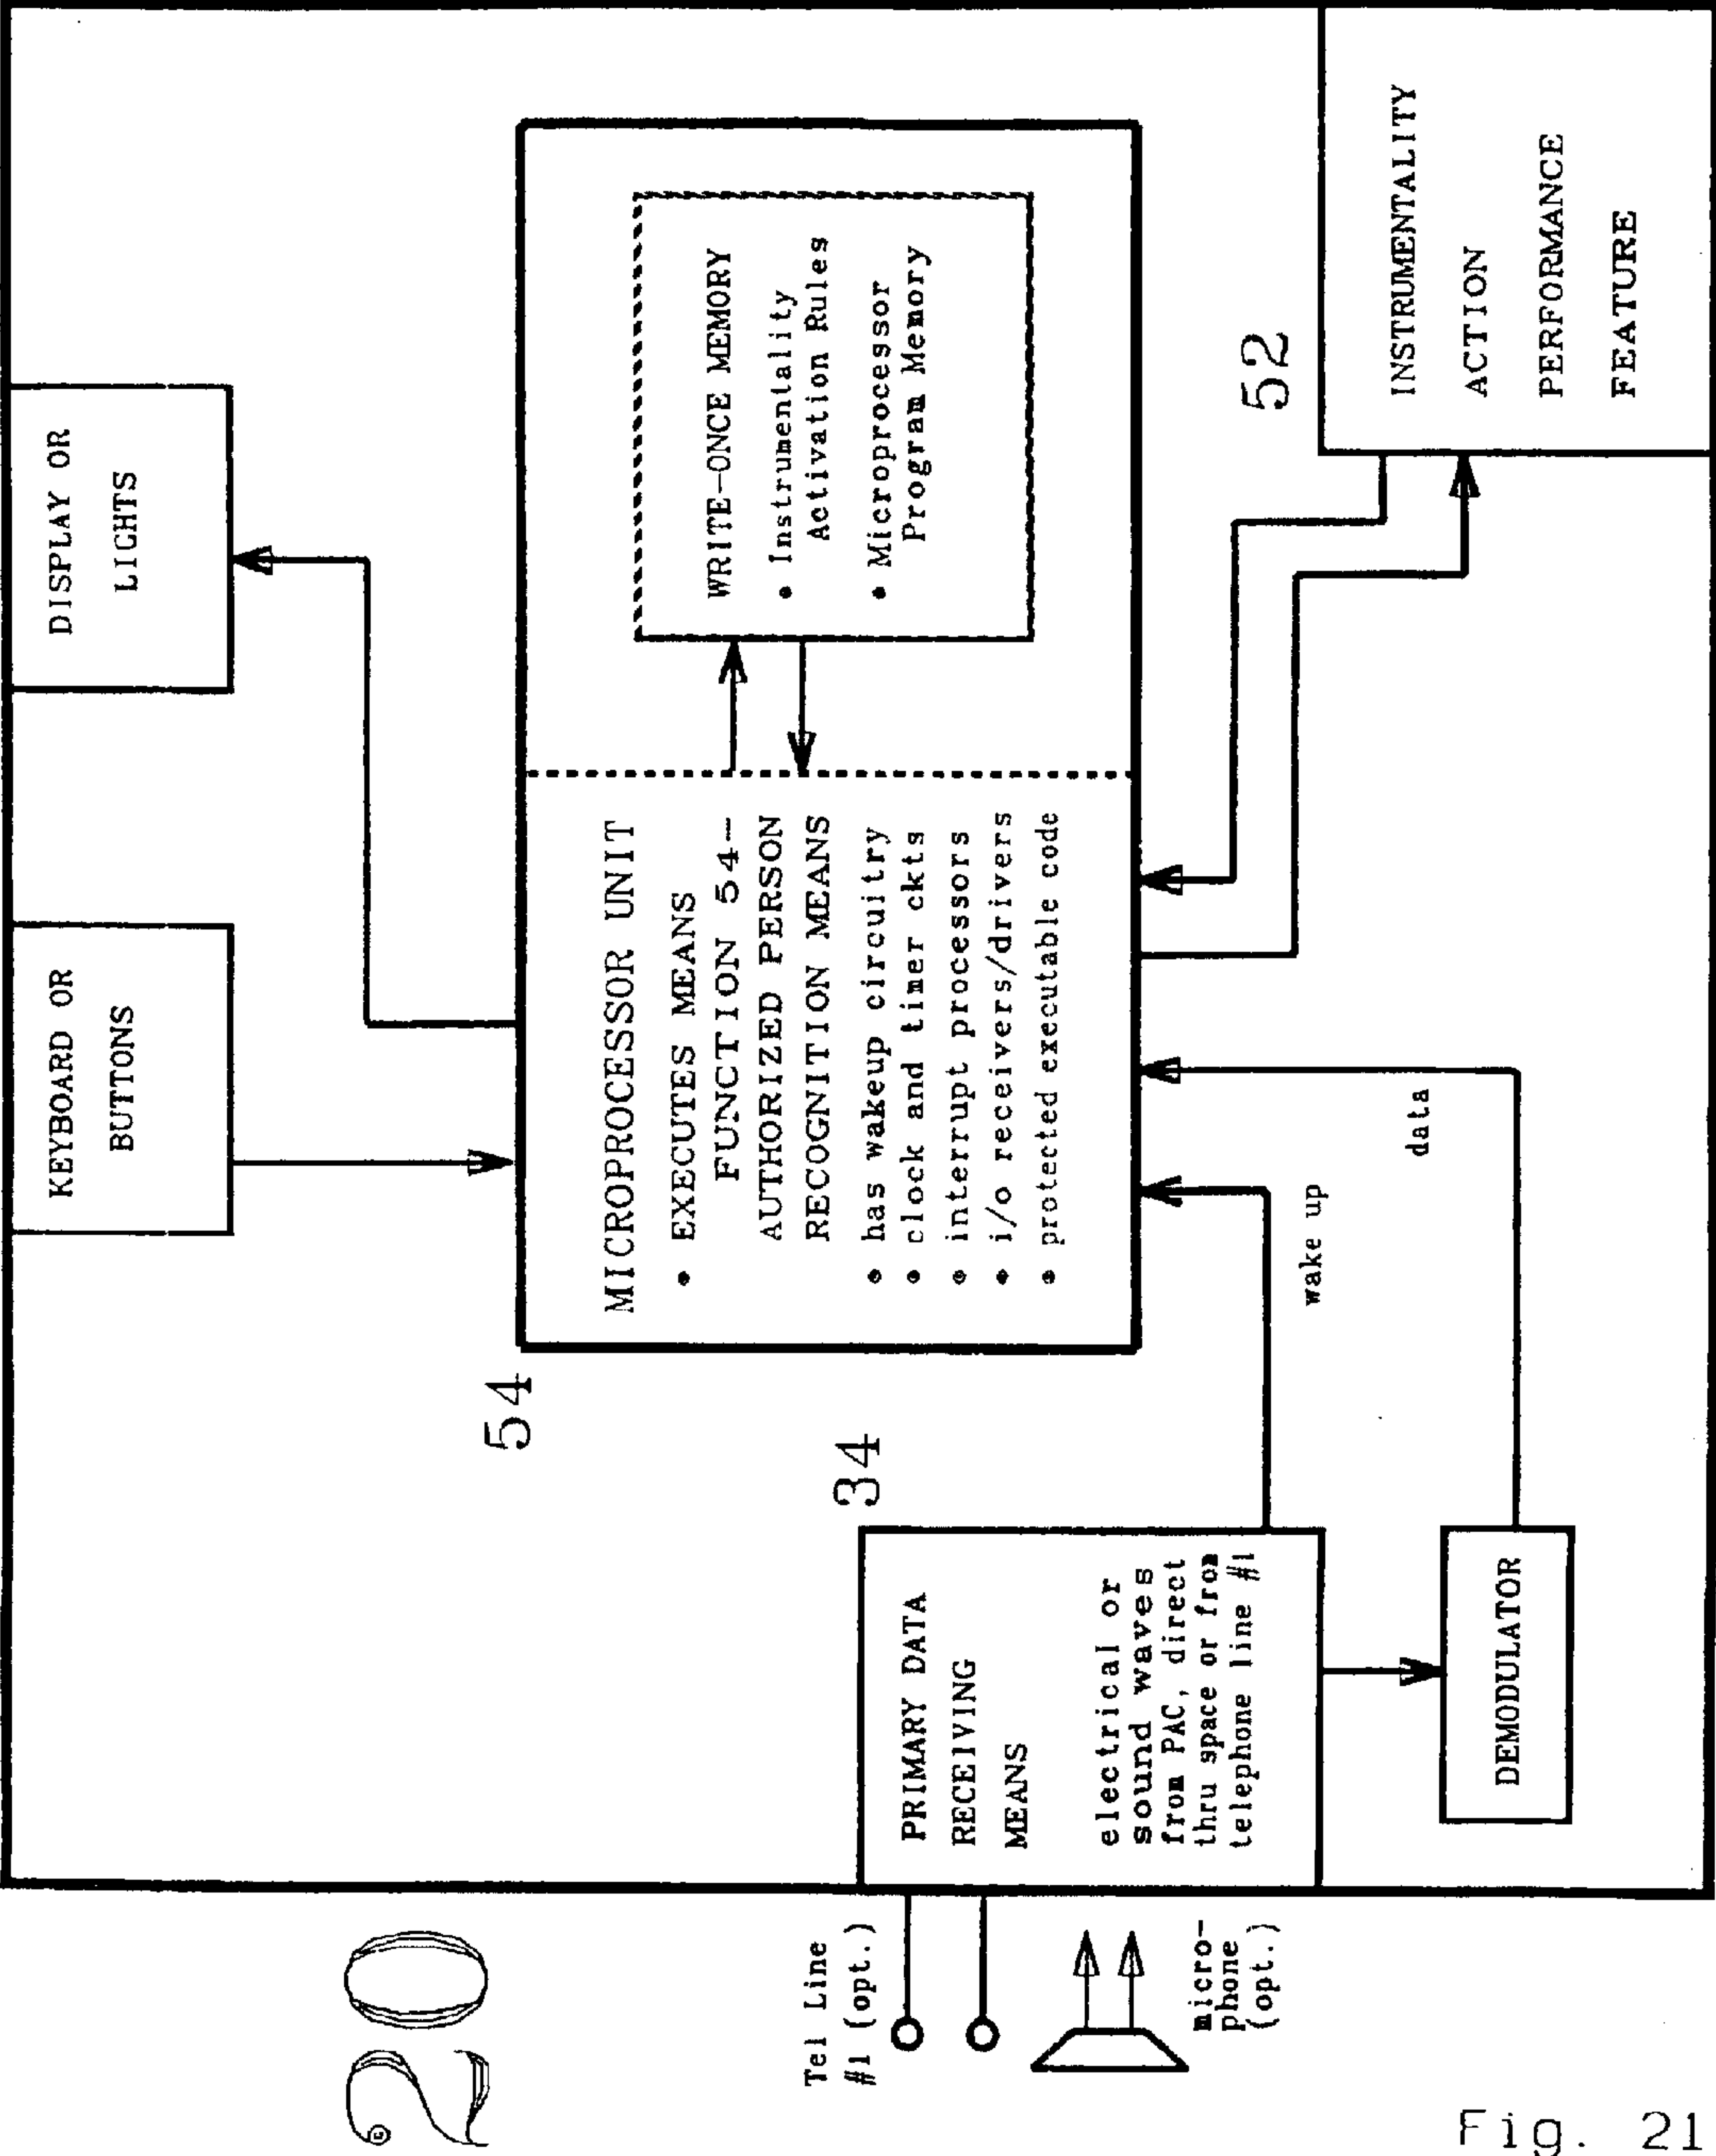 20
KEYBOARD OR
BUTTONS
DISPLAY OR
LIGHTS
54
MICROPROCESSOR UNIT
• EXECUTES MEANS
FUNCTION 54-
AUTHORIZED PERSON
RECOGNITION MEANS
• has wakeup circuitry
• clock and timer ckts
• interrupt processors
• i/o receivers/drivers
• protected executable code
WRITE-ONCE MEMORY
• Instrumentality
Activation Rules
• Microprocessor
Program Memory
34
Tel Line
#1 (opt.)
micro-
phone
(opt.)
PRIMARY DATA
RECEIVING
MEANS
electrical or
sound waves
from PAC, direct
thru space or from
telephone line #1
wake up
data
DEMODULATOR
52
INSTRUMENTALITY
ACTION
PERFORMANCE
FEATURE
Fig. 21